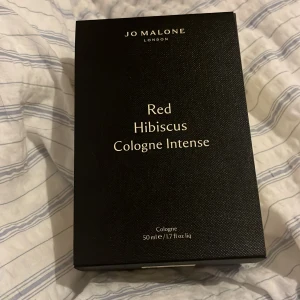 JO MALONE
LONDON
Red
Hibiscus
Cologne Intense
Cologne
50 ml e / 1.7 fl oz liq